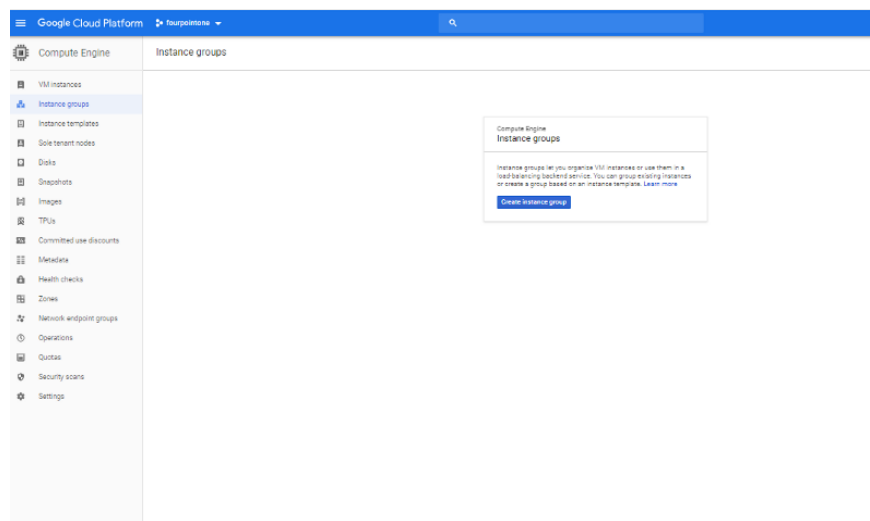 Google Cloud Platform
fourpointone
Compute Engine
Instance groups
VM instances
Instance groups
Instance templates
Sole tenant nodes
Disks
Snapshots
Images
TPUs
Committed use discounts
Metadata
Health checks
Zones
Network endpoint groups
Operations
Quotas
Security scans
Settings
Compute Engine
Instance groups
Instance groups let you organise VM instances or use them in a
load-balancing backend service. You can group existing instances
or create a group based on an instance template. Learn more
Create instance group